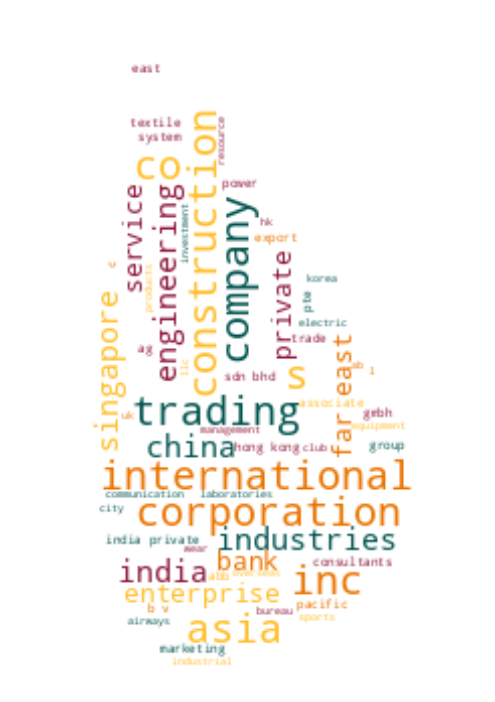 east
textile
system
resource
construction
co
power
service
engineering
investment
company
hk
export
private
c
products
korea
pte
singapore
electric
trade
ag
llc
far east
ab
l
sdn bhd
s
trading
associate
uk
gmbh
equipment
management
china
hong kong
club
group
international
communication
laboratories
city
corporation
india private
industries
wear
bank
consultants
india
abb
overseas
inc
enterprise
b v
pacific
bureau
sports
airways
asia
marketing
industrial